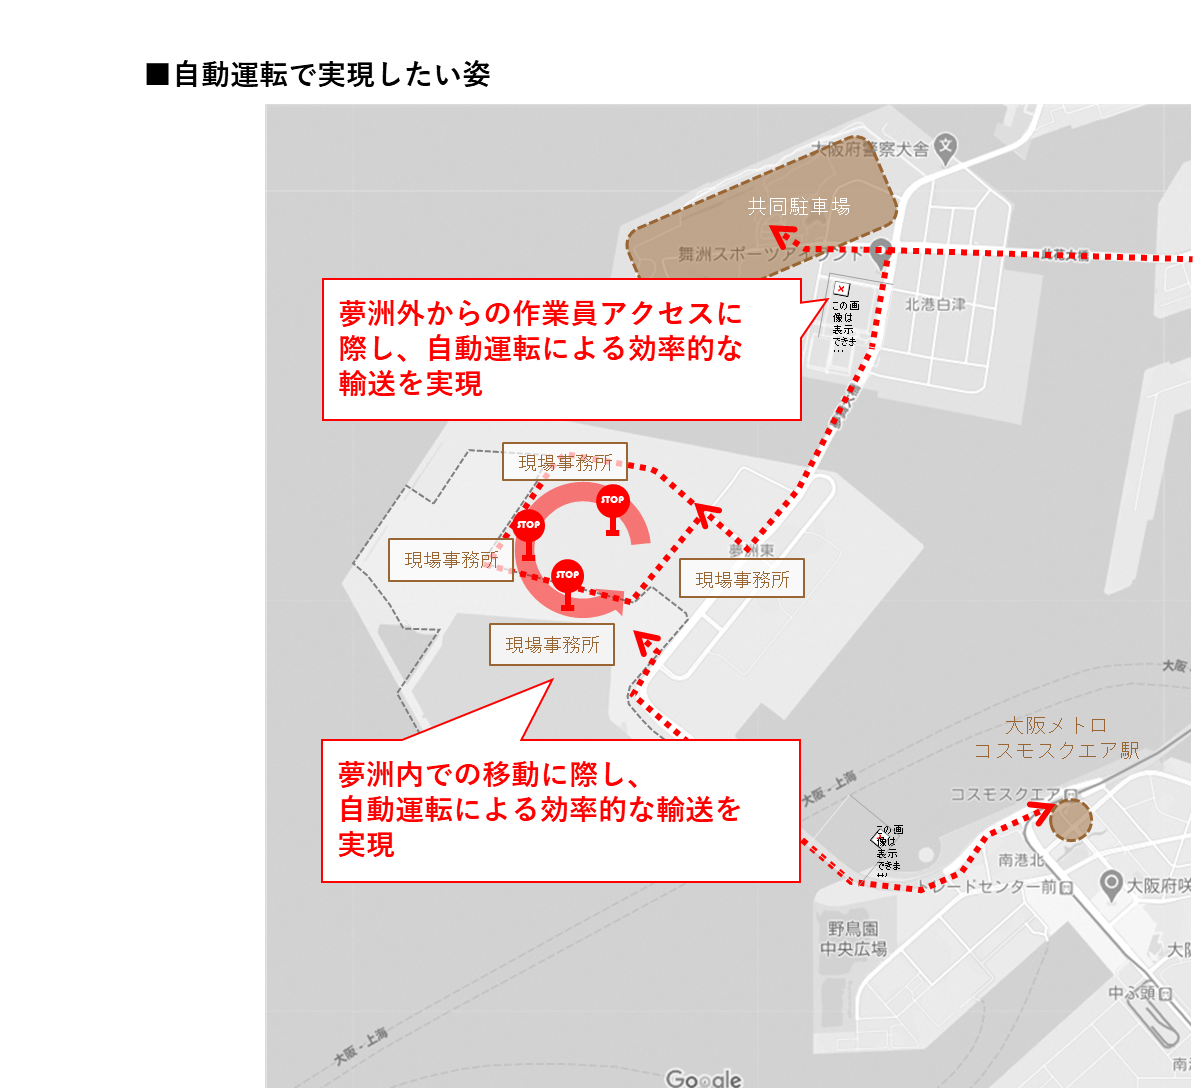 ■自動運転で実現したい姿
大阪府警察犬舎
共同駐車場
舞洲スポーツアイランド
此花大橋
北港白津
この画
像は
表示
できま
...
夢洲外からの作業員アクセスに
際し、自動運転による効率的な
輸送を実現
現場事務所
STOP
STOP
現場事務所
STOP
夢洲東
現場事務所
現場事務所
大阪
大阪メトロ
コスモスクエア駅
夢洲内での移動に際し、
自動運転による効率的な輸送を
実現
大阪 - 上海
コスモスクエア
この画
像は
表示
できま
南港北
トレードセンター前
大阪府咲
野鳥園
中央広場
中ふ頭
大阪 - 上海
南港
Google